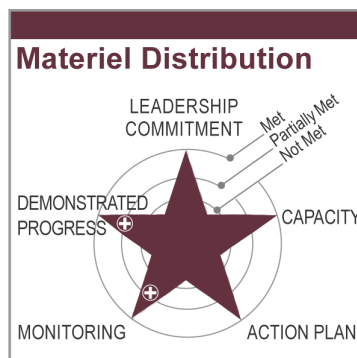 Materiel Distribution
LEADERSHIP
COMMITMENT
Met
Partially Met
Not Met
DEMONSTRATED
PROGRESS
CAPACITY
MONITORING
ACTION PLAN